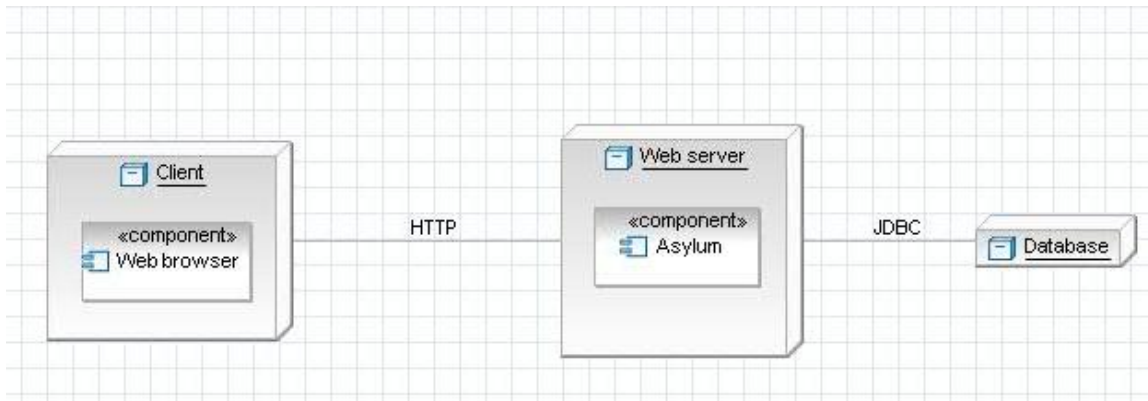 Client
«component»
Web browser
HTTP
Web server
«component»
Asylum
JDBC
Database